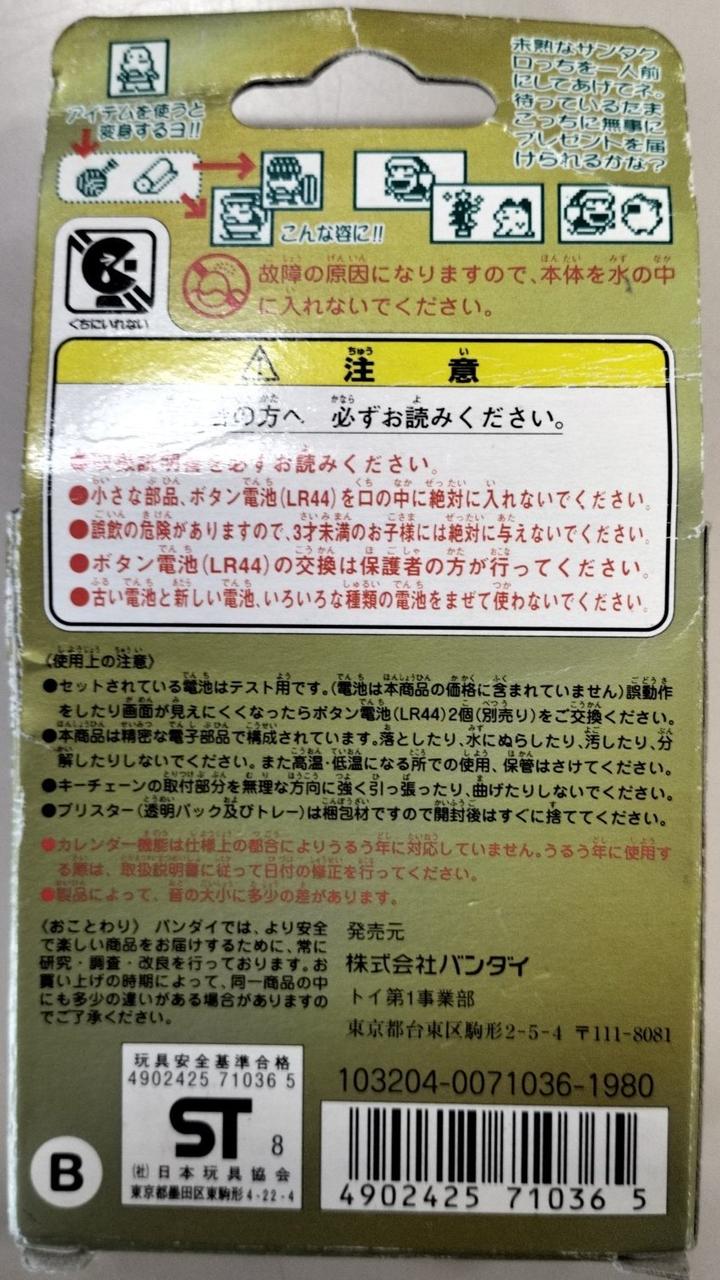 アイテムを使うと
変身するヨ!!
こんな姿に!!
未熟なサンタク
ロっちを一人前
にしてあげてネ。
待っているたま
ごっちに無事に
プレゼントを届
けられるかな?
くちにいれない
故障の原因になりますので、本体を水の中
に入れないでください。
注意
の方へ 必ずお読みください。
取扱説明書を必ずお読みください。
●小さな部品、ボタン電池(LR44)を口の中に絶対に入れないでください。
●誤飲の危険がありますので、3才未満のお子様には絶対に与えないでください。
●ボタン電池(LR44)の交換は保護者の方が行ってください。
●古い電池と新しい電池、いろいろな種類の電池をまぜて使わないでください。
〈使用上の注意〉
●セットされている電池はテスト用です。(電池は本商品の価格に含まれていません)誤動作
をしたり画面が見えにくくなったらボタン電池(LR44)2個(別売り)をご交換ください。
●本商品は精密な電子部品で構成されています。落としたり、水にぬらしたり、汚したり、分
解したりしないでください。また高温・低温になる所での使用、保管はさけてください。
●キーチェーンの取付部分を無理な方向に強く引っ張ったり、曲げたりしないでください。
●ブリスター(透明パック及びトレー)は梱包材ですので開封後はすぐに捨ててください。
●カレンダー機能は仕様上の都合によりうるう年に対応していません。うるう年に使用す
る際は、取扱説明書に従って日付の修正を行ってください。
●製品によって、音の大小に多少の差があります。
〈おことわり〉 バンダイでは、より安全
で楽しい商品をお届けするために、常に
研究・調査・改良を行っております。お
買い上げの時期によって、同一商品の中
にも多少の違いがある場合がありますの
でご了承ください。
発売元
株式会社バンダイ
トイ第1事業部
東京都台東区駒形2-5-4 〒111-8081
B
玩具安全基準合格
4902425 71036 5
ST 8
(社)日本玩具協会
東京都墨田区東駒形4-22-4
103204-0071036-1980
4902425 71036 5